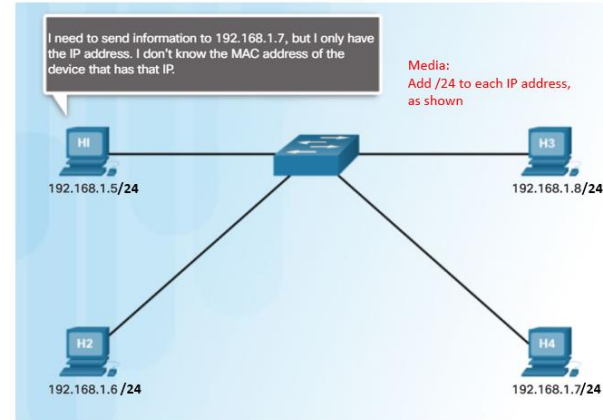 I need to send information to 192.168.1.7, but I only have
the IP address. I don't know the MAC address of the
device that has that IP.
Media:
Add /24 to each IP address,
as shown
H1
192.168.1.5/24
H3
192.168.1.8/24
H2
192.168.1.6 /24
H4
192.168.1.7/24